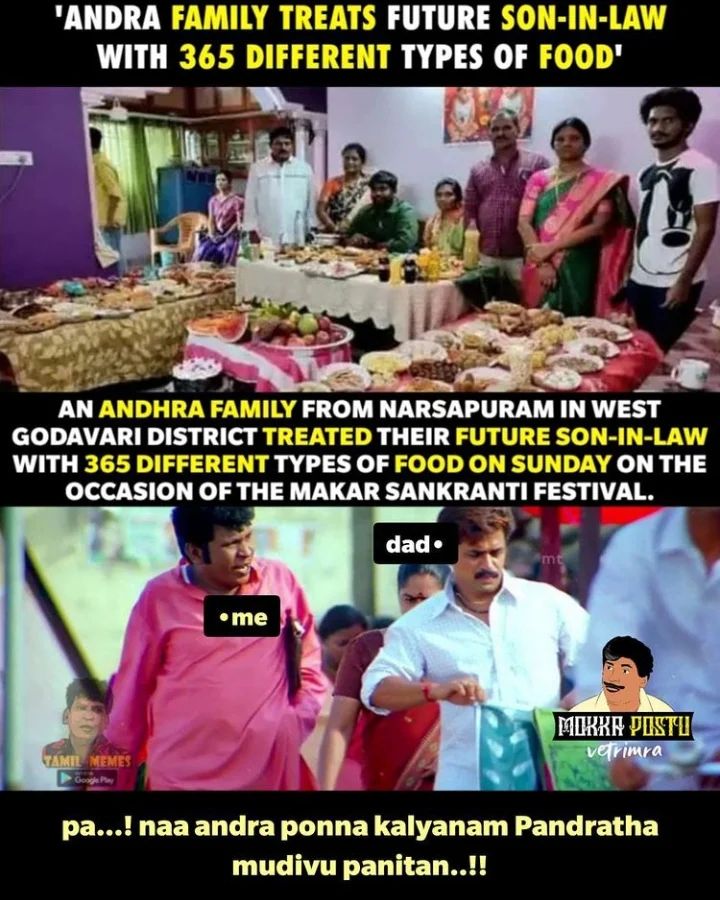 'ANDRA FAMILY TREATS FUTURE SON-IN-LAW
WITH 365 DIFFERENT TYPES OF FOOD'
AN ANDHRA FAMILY FROM NARSAPURAM IN WEST
GODAVARI DISTRICT TREATED THEIR FUTURE SON-IN-LAW
WITH 365 DIFFERENT TYPES OF FOOD ON SUNDAY ON THE
OCCASION OF THE MAKAR SANKRANTI FESTIVAL.
dad•
mt
•me
MOKKA POSTU
vetrimra
TAMIL MEMES
Google Play
pa...! naa andra ponna kalyanam Pandratha
mudivu panitan..!!